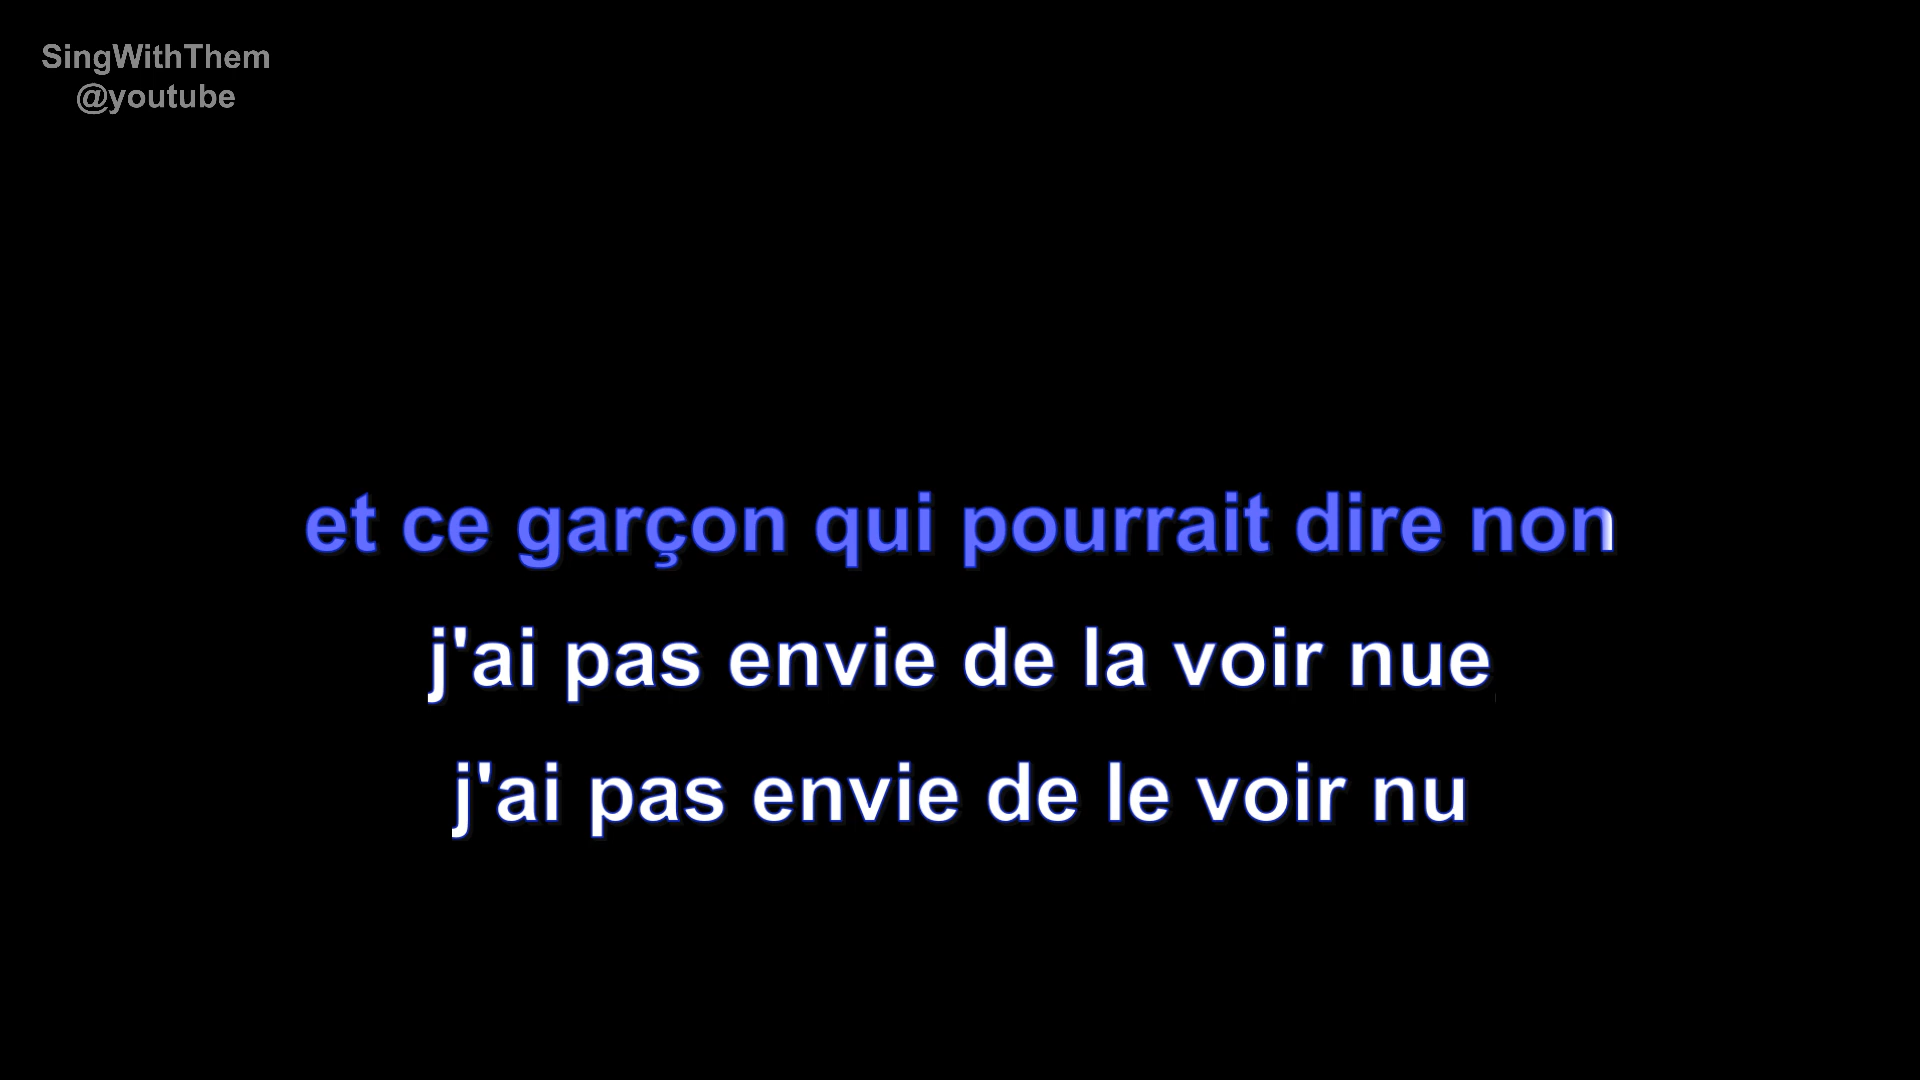 SingWithThem
@youtube
et ce garçon qui pourrait dire non
j'ai pas envie de la voir nue
j'ai pas envie de le voir nu